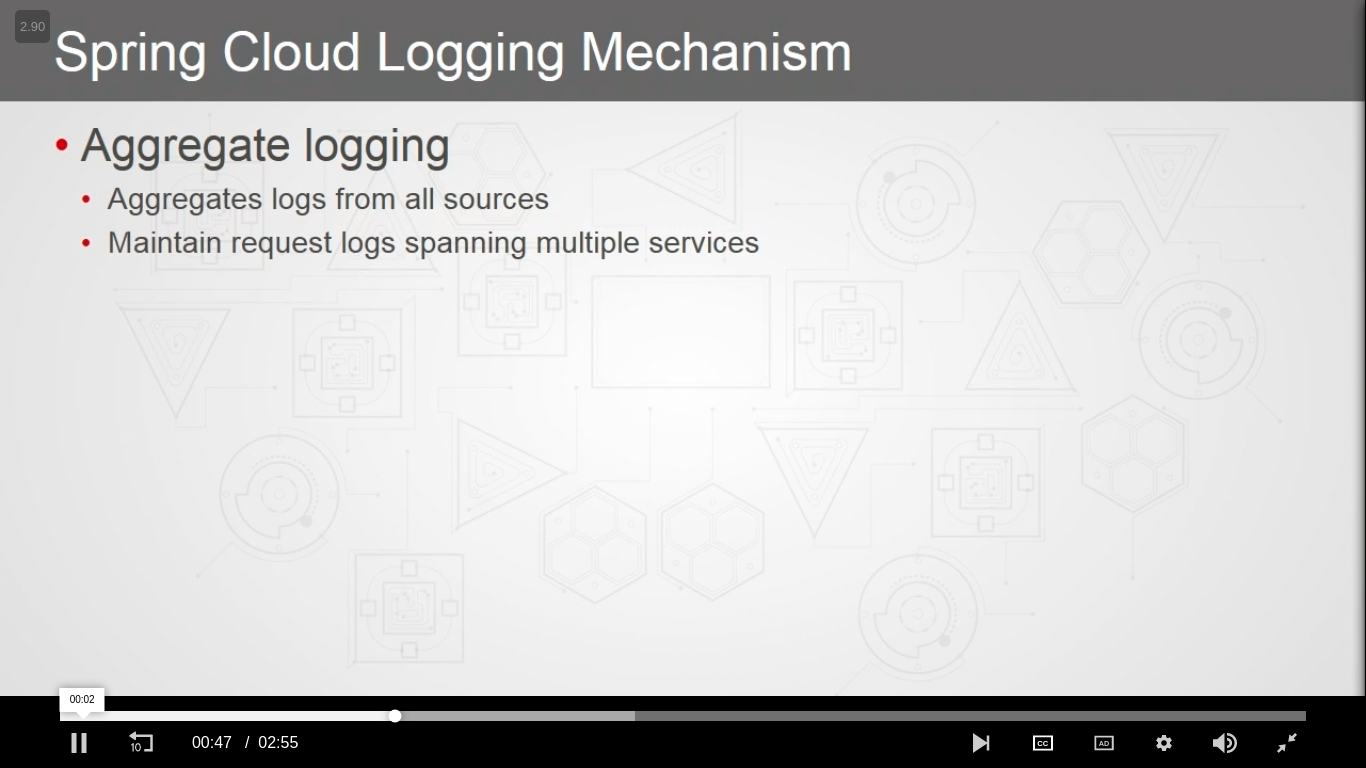 2.90
Spring Cloud Logging Mechanism
• Aggregate logging
• Aggregates logs from all sources
• Maintain request logs spanning multiple services
00:02
10
00:47 / 02:55
CC
AD